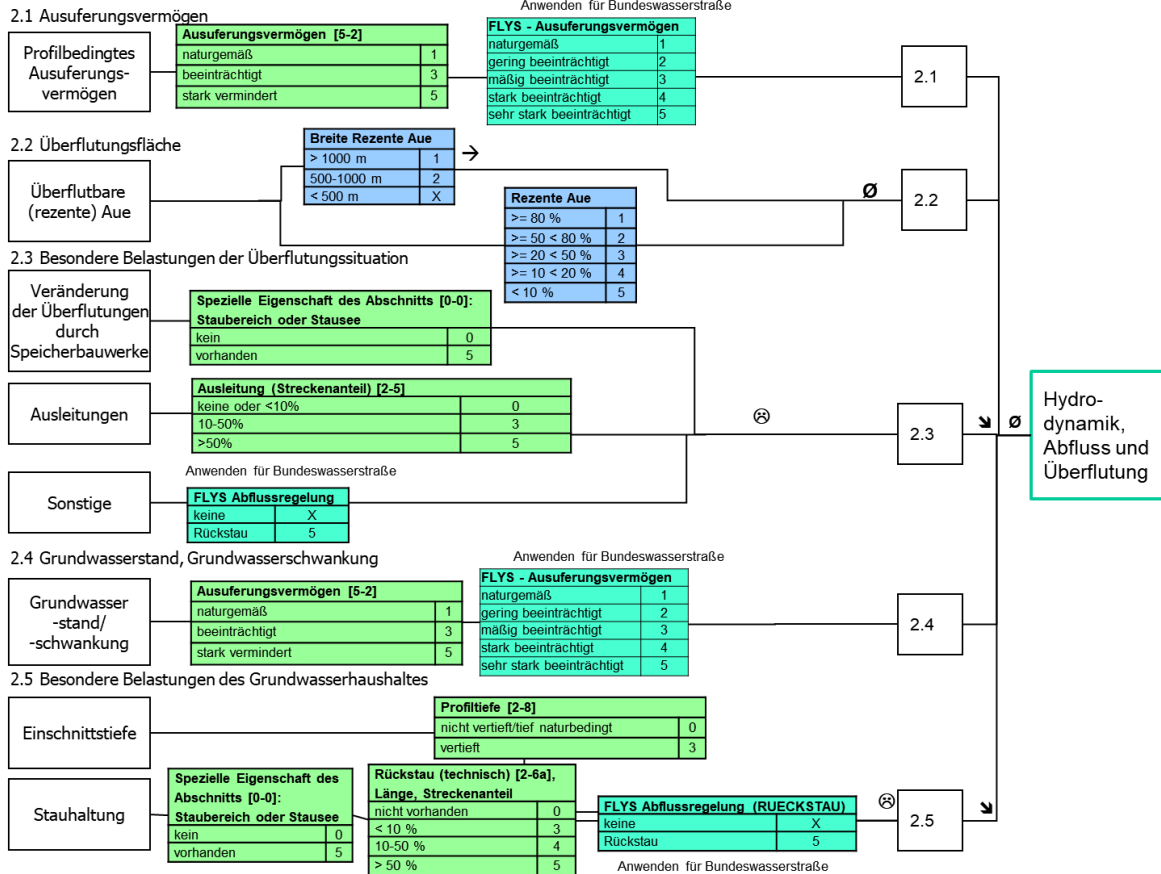 Anwenden für Bundeswasserstraße
2.1 Ausuferungsvermögen
Profilbedingtes
Ausuferungs-
vermögen
Ausuferungsvermögen [5-2]
naturgemäß 1
beeinträchtigt 3
stark vermindert 5
FLYS - Ausuferungsvermögen
naturgemäß 1
gering beeinträchtigt 2
mäßig beeinträchtigt 3
stark beeinträchtigt 4
sehr stark beeinträchtigt 5
2.1
2.2 Überflutungsfläche
Überflutbare
(rezente) Aue
Breite Rezente Aue
> 1000 m 1
500-1000 m 2
< 500 m X
→
Rezente Aue
>= 80 % 1
>= 50 < 80 % 2
>= 20 < 50 % 3
>= 10 < 20 % 4
< 10 % 5
Ø
2.2
2.3 Besondere Belastungen der Überflutungssituation
Veränderung
der Überflutungen
durch
Speicherbauwerke
Spezielle Eigenschaft des Abschnitts [0-0]:
Staubereich oder Stausee
kein 0
vorhanden 5
Ausleitungen
Ausleitung (Streckenanteil) [2-5]
keine oder <10% 0
10-50% 3
>50% 5
☹
2.3
➘ Ø
Hydro-
dynamik,
Abfluss und
Überflutung
Anwenden für Bundeswasserstraße
Sonstige
FLYS Abflussregelung
keine X
Rückstau 5
2.4 Grundwasserstand, Grundwasserschwankung
Anwenden für Bundeswasserstraße
Grundwasser
-stand/
-schwankung
Ausuferungsvermögen [5-2]
naturgemäß 1
beeinträchtigt 3
stark vermindert 5
FLYS - Ausuferungsvermögen
naturgemäß 1
gering beeinträchtigt 2
mäßig beeinträchtigt 3
stark beeinträchtigt 4
sehr stark beeinträchtigt 5
2.4
2.5 Besondere Belastungen des Grundwasserhaushaltes
Einschnittstiefe
Profiltiefe [2-8]
nicht vertieft/tief naturbedingt 0
vertieft 3
Stauhaltung
Spezielle Eigenschaft des
Abschnitts [0-0]:
Staubereich oder Stausee
kein 0
vorhanden 5
Rückstau (technisch) [2-6a],
Länge, Streckenanteil
nicht vorhanden 0
< 10 % 3
10-50 % 4
> 50 % 5
FLYS Abflussregelung (RUECKSTAU)
keine X
Rückstau 5
Anwenden für Bundeswasserstraße
☹
2.5
➘